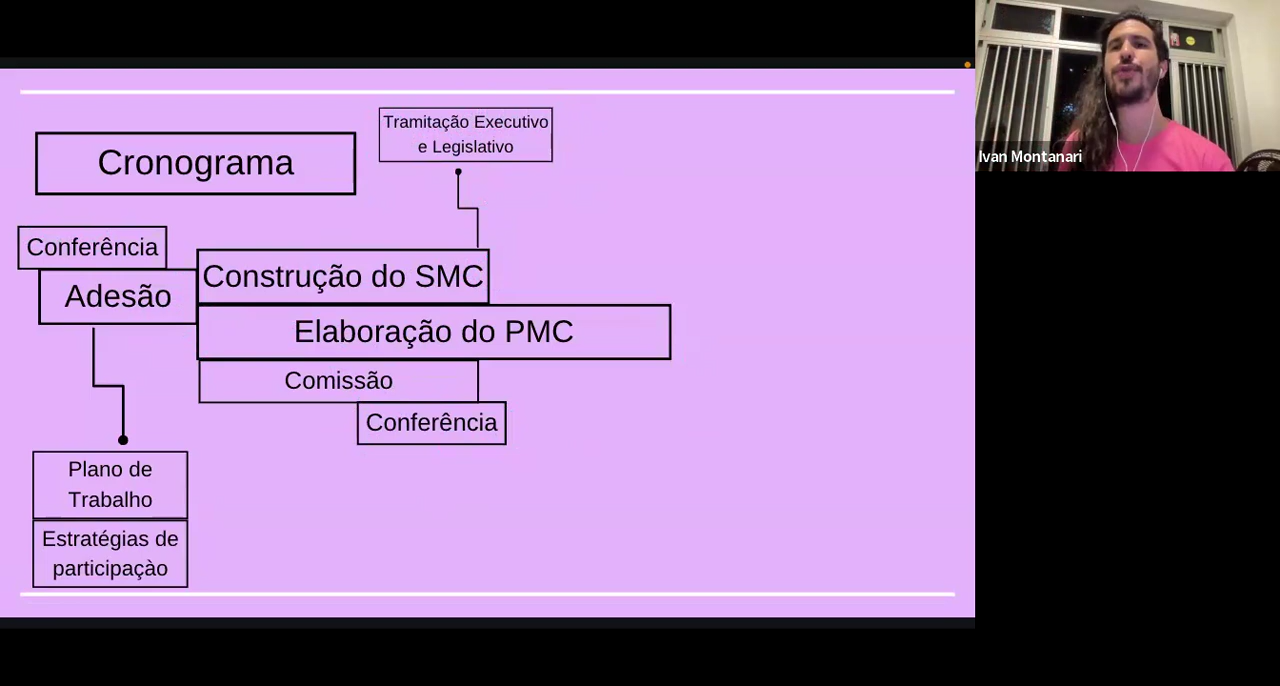 Cronograma
Tramitação Executivo
e Legislativo
Conferência
Adesão
Construção do SMC
Elaboração do PMC
Comissão
Conferência
Plano de
Trabalho
Estratégias de
participaçào
Ivan Montanari